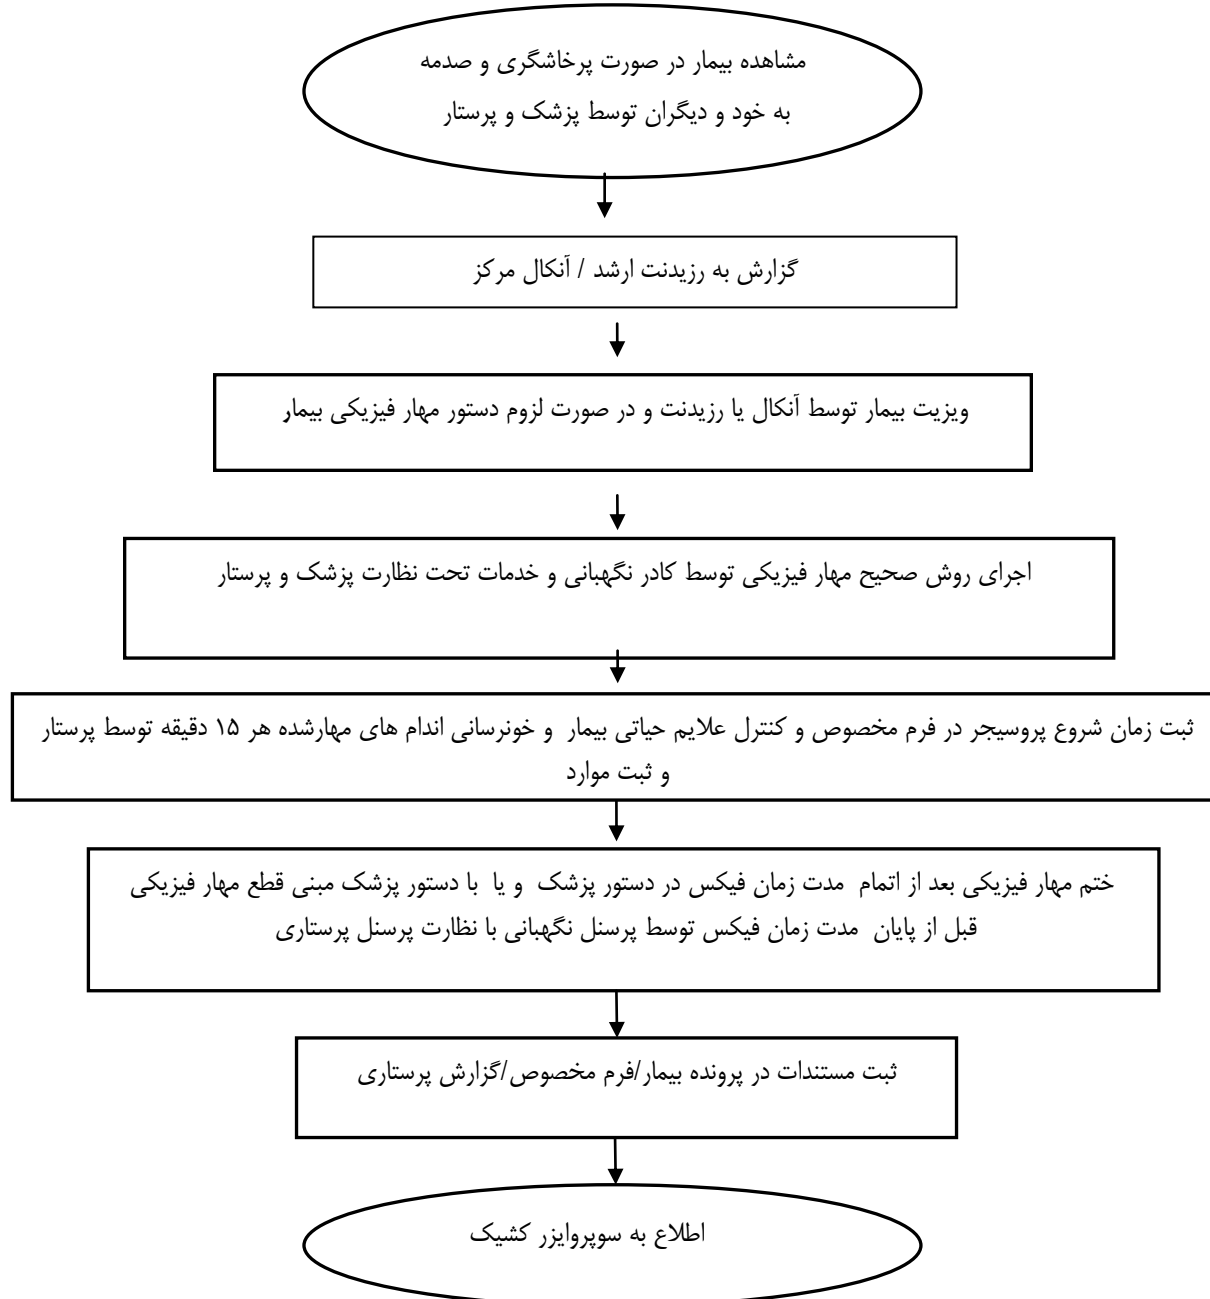 مشاهده بیمار در صورت پرخاشگری و صدمه
به خود و دیگران توسط پزشک و پرستار
گزارش به رزیدنت ارشد / آنکال مرکز
ویزیت بیمار توسط آنکال یا رزیدنت و در صورت لزوم دستور مهار فیزیکی بیمار
اجرای روش صحیح مهار فیزیکی توسط کادر نگهبانی و خدمات تحت نظارت پزشک و پرستار
ثبت زمان شروع پروسیجر در فرم مخصوص و کنترل علایم حیاتی بیمار و خونرسانی اندام های مهارشده هر ۱۵ دقیقه توسط پرستار
و ثبت موارد
ختم مهار فیزیکی بعد از اتمام مدت زمان فیکس در دستور پزشک و یا با دستور پزشک مبنی قطع مهار فیزیکی
قبل از پایان مدت زمان فیکس توسط پرسنل نگهبانی با نظارت پرسنل پرستاری
ثبت مستندات در پرونده بیمار/فرم مخصوص/گزارش پرستاری
اطلاع به سوپروایزر کشیک